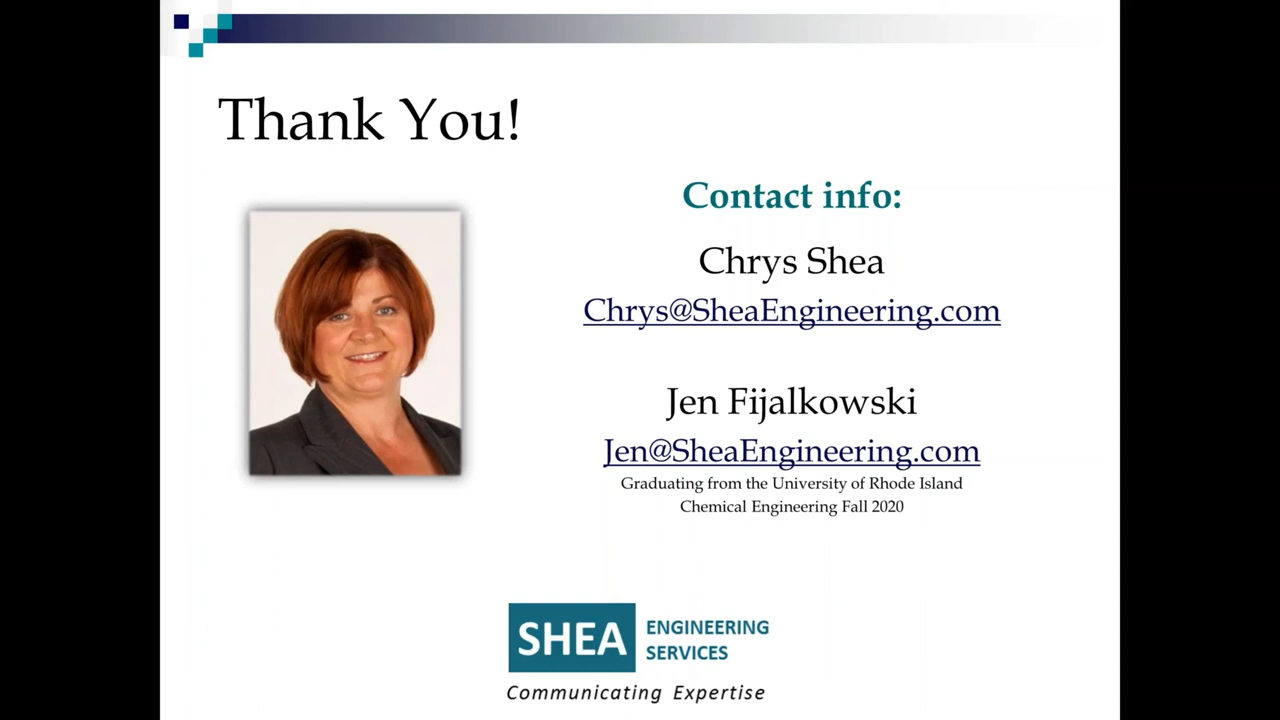 Thank You!
Contact info:
Chrys Shea
Chrys@SheaEngineering.com
Jen Fijalkowski
Jen@SheaEngineering.com
Graduating from the University of Rhode Island
Chemical Engineering Fall 2020
SHEA
ENGINEERING
SERVICES
Communicating Expertise